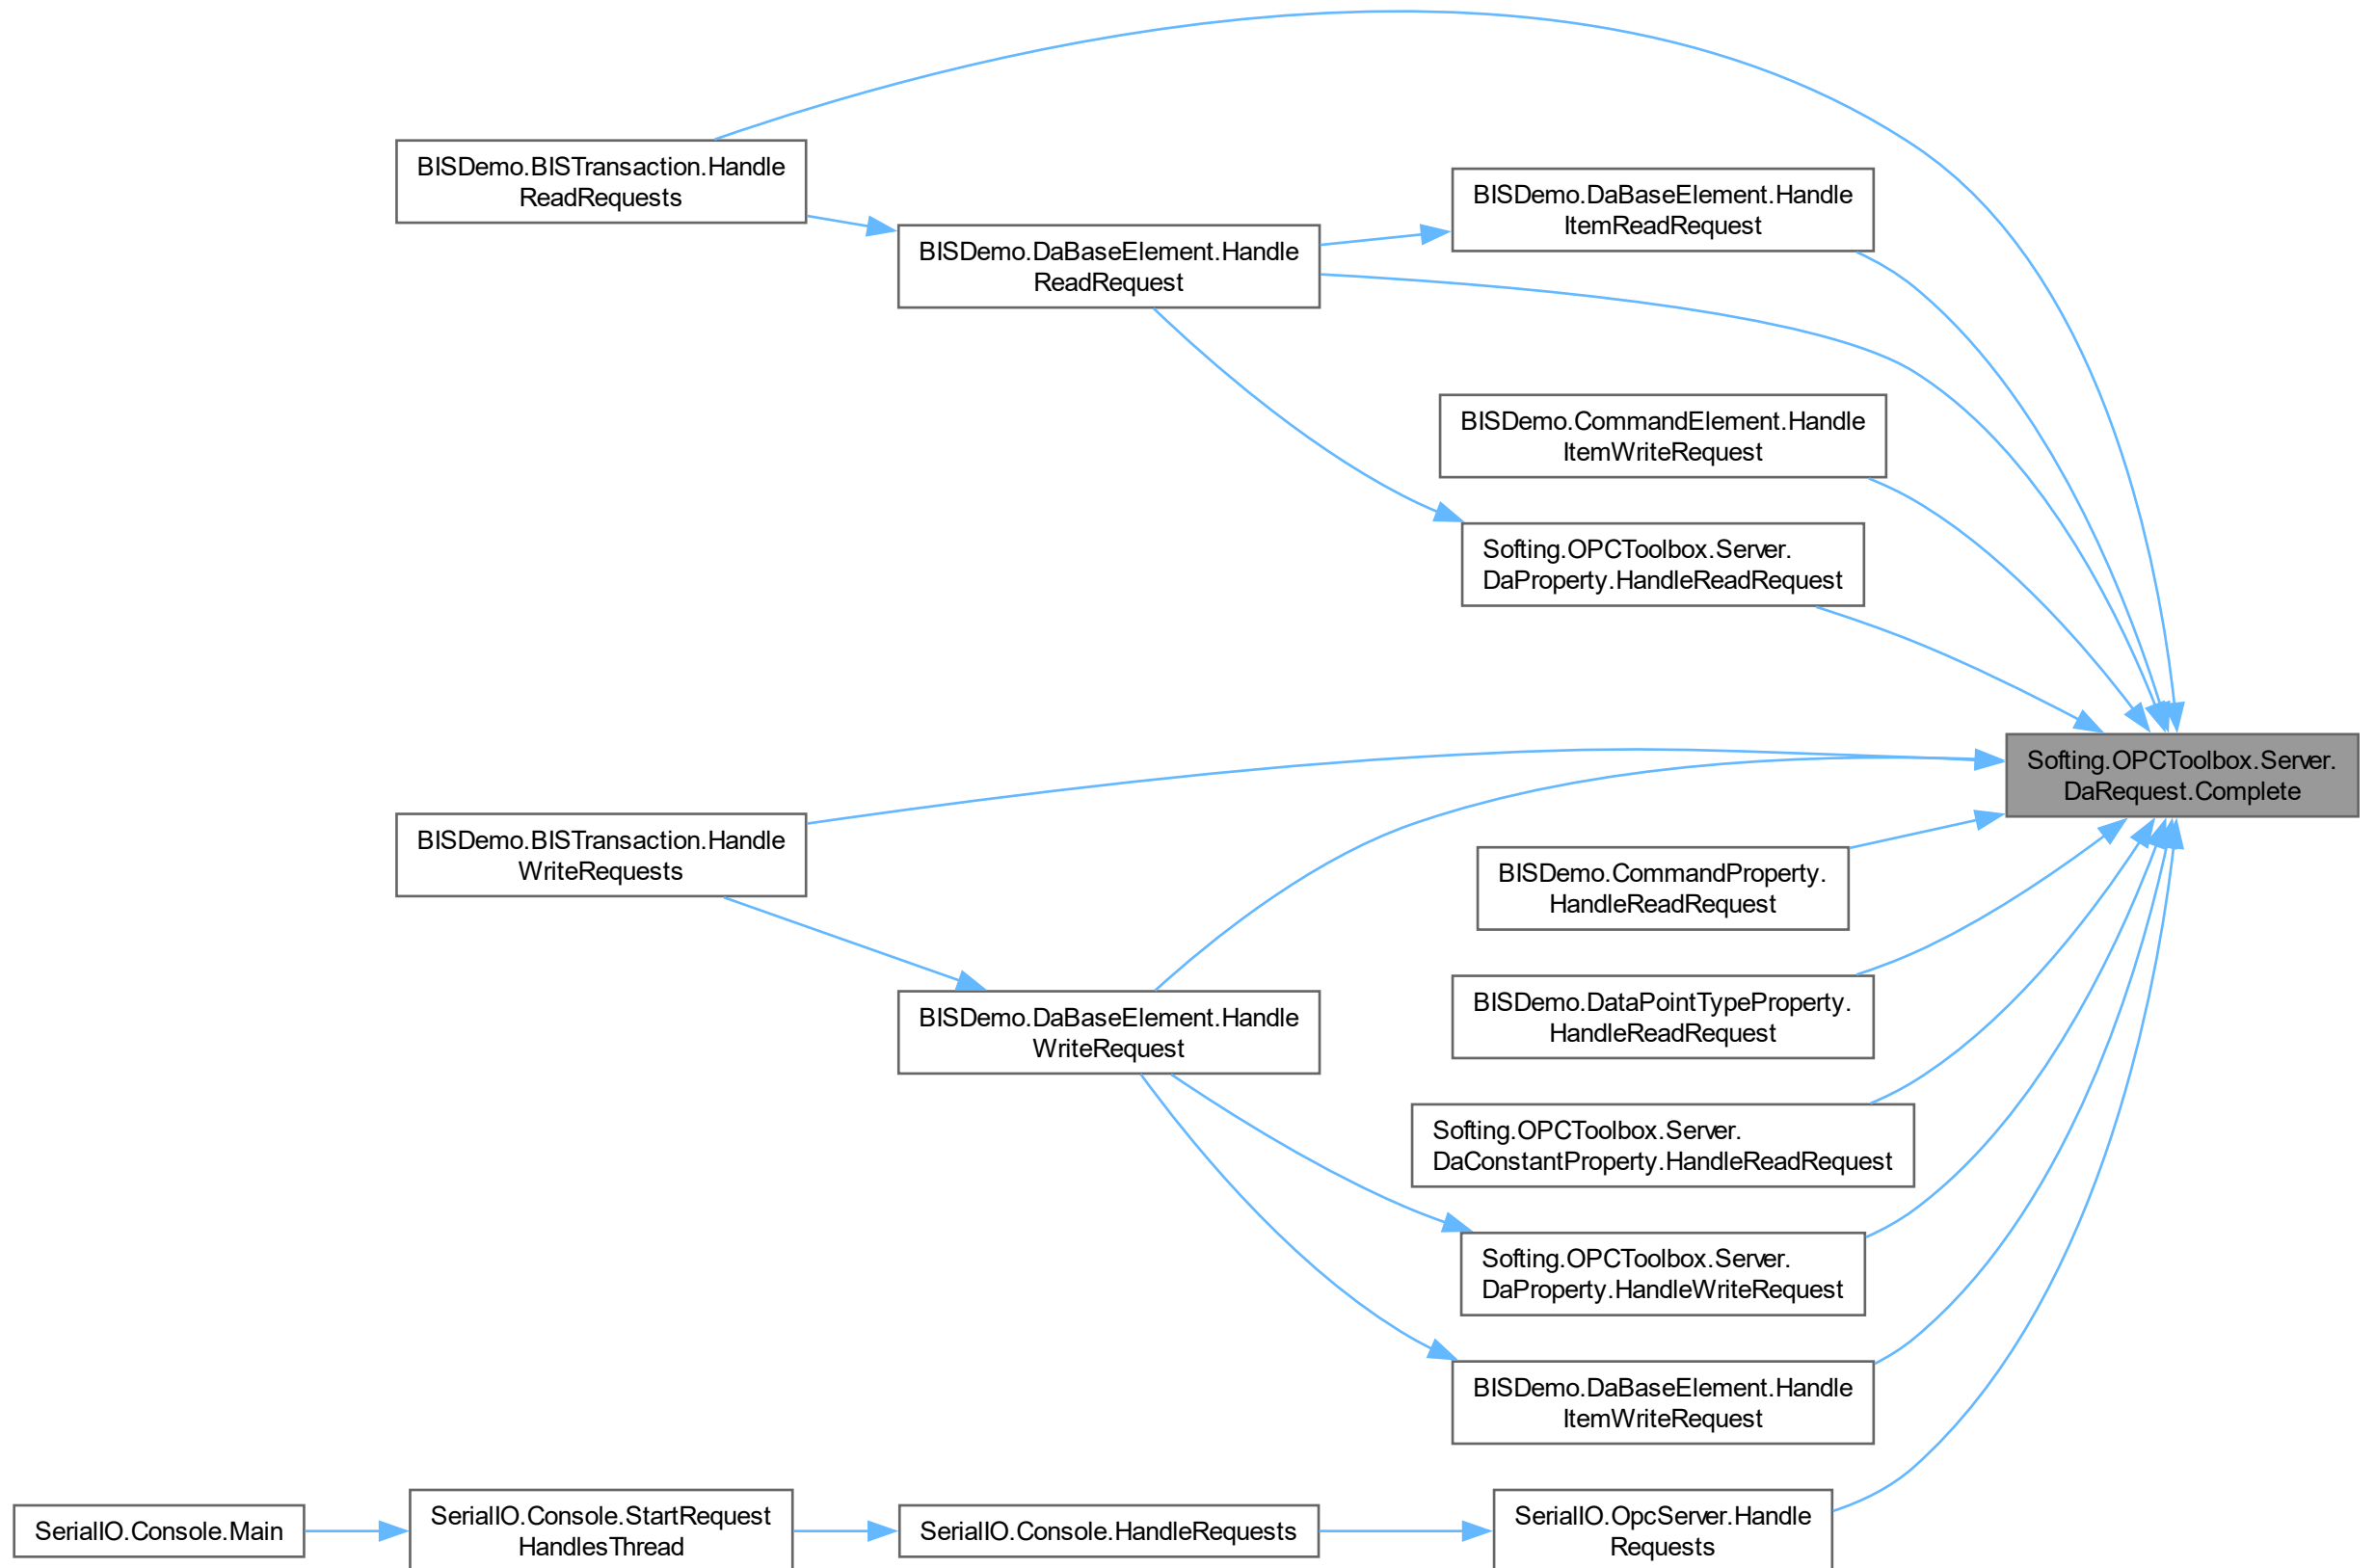 BISDemo.BISTransaction.Handle
ReadRequests
BISDemo.DaBaseElement.Handle
ItemReadRequest
BISDemo.DaBaseElement.Handle
ReadRequest
BISDemo.CommandElement.Handle
ItemWriteRequest
Softing.OPCToolbox.Server.
DaProperty.HandleReadRequest
Softing.OPCToolbox.Server.
DaRequest.Complete
BISDemo.BISTransaction.Handle
WriteRequests
BISDemo.CommandProperty.
HandleReadRequest
BISDemo.DaBaseElement.Handle
WriteRequest
BISDemo.DataPointTypeProperty.
HandleReadRequest
Softing.OPCToolbox.Server.
DaConstantProperty.HandleReadRequest
Softing.OPCToolbox.Server.
DaProperty.HandleWriteRequest
BISDemo.DaBaseElement.Handle
ItemWriteRequest
SerialIO.Console.Main
SerialIO.Console.StartRequest
HandlesThread
SerialIO.Console.HandleRequests
SerialIO.OpcServer.Handle
Requests